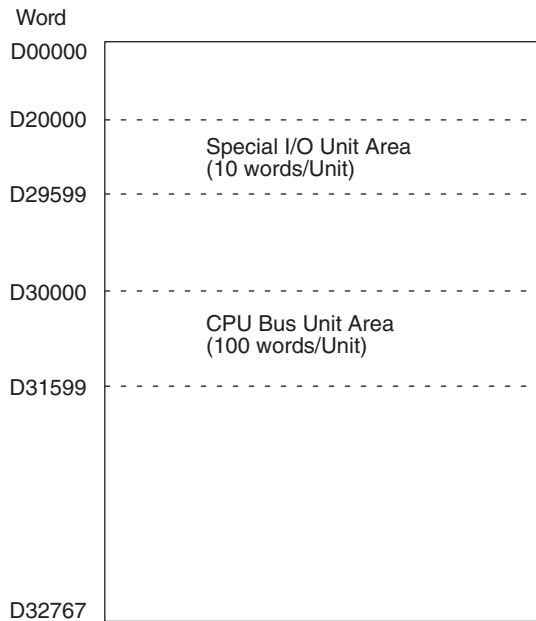 Word
D00000
D20000
Special I/O Unit Area
(10 words/Unit)
D29599
D30000
CPU Bus Unit Area
(100 words/Unit)
D31599
D32767